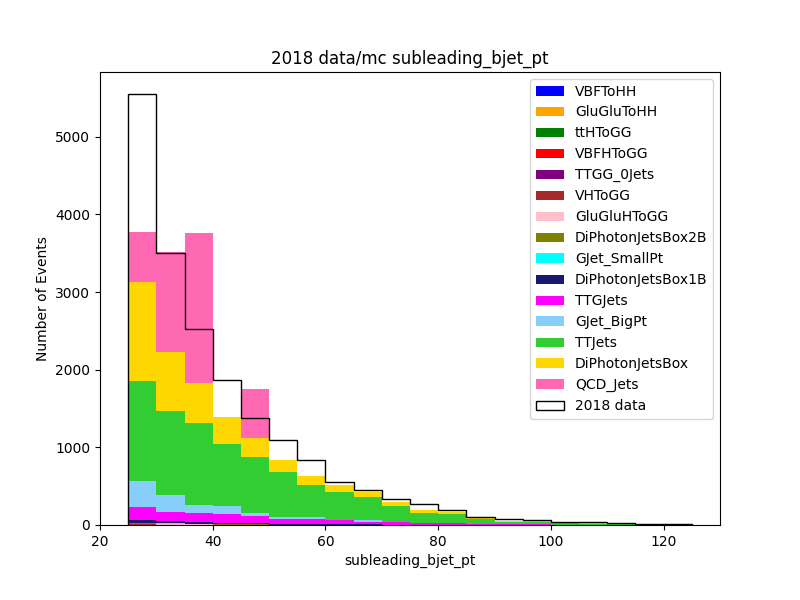 2018 data/mc subleading_bjet_pt
VBFToHH
GluGluToHH
ttHToGG
VBFHToGG
TTGG_0Jets
VHToGG
GluGluHToGG
DiPhotonJetsBox2B
GJet_SmallPt
DiPhotonJetsBox1B
TTGJets
GJet_BigPt
TTJets
DiPhotonJetsBox
QCD_Jets
2018 data
Number of Events
5000
4000
3000
2000
1000
0
20
40
60
80
100
120
subleading_bjet_pt